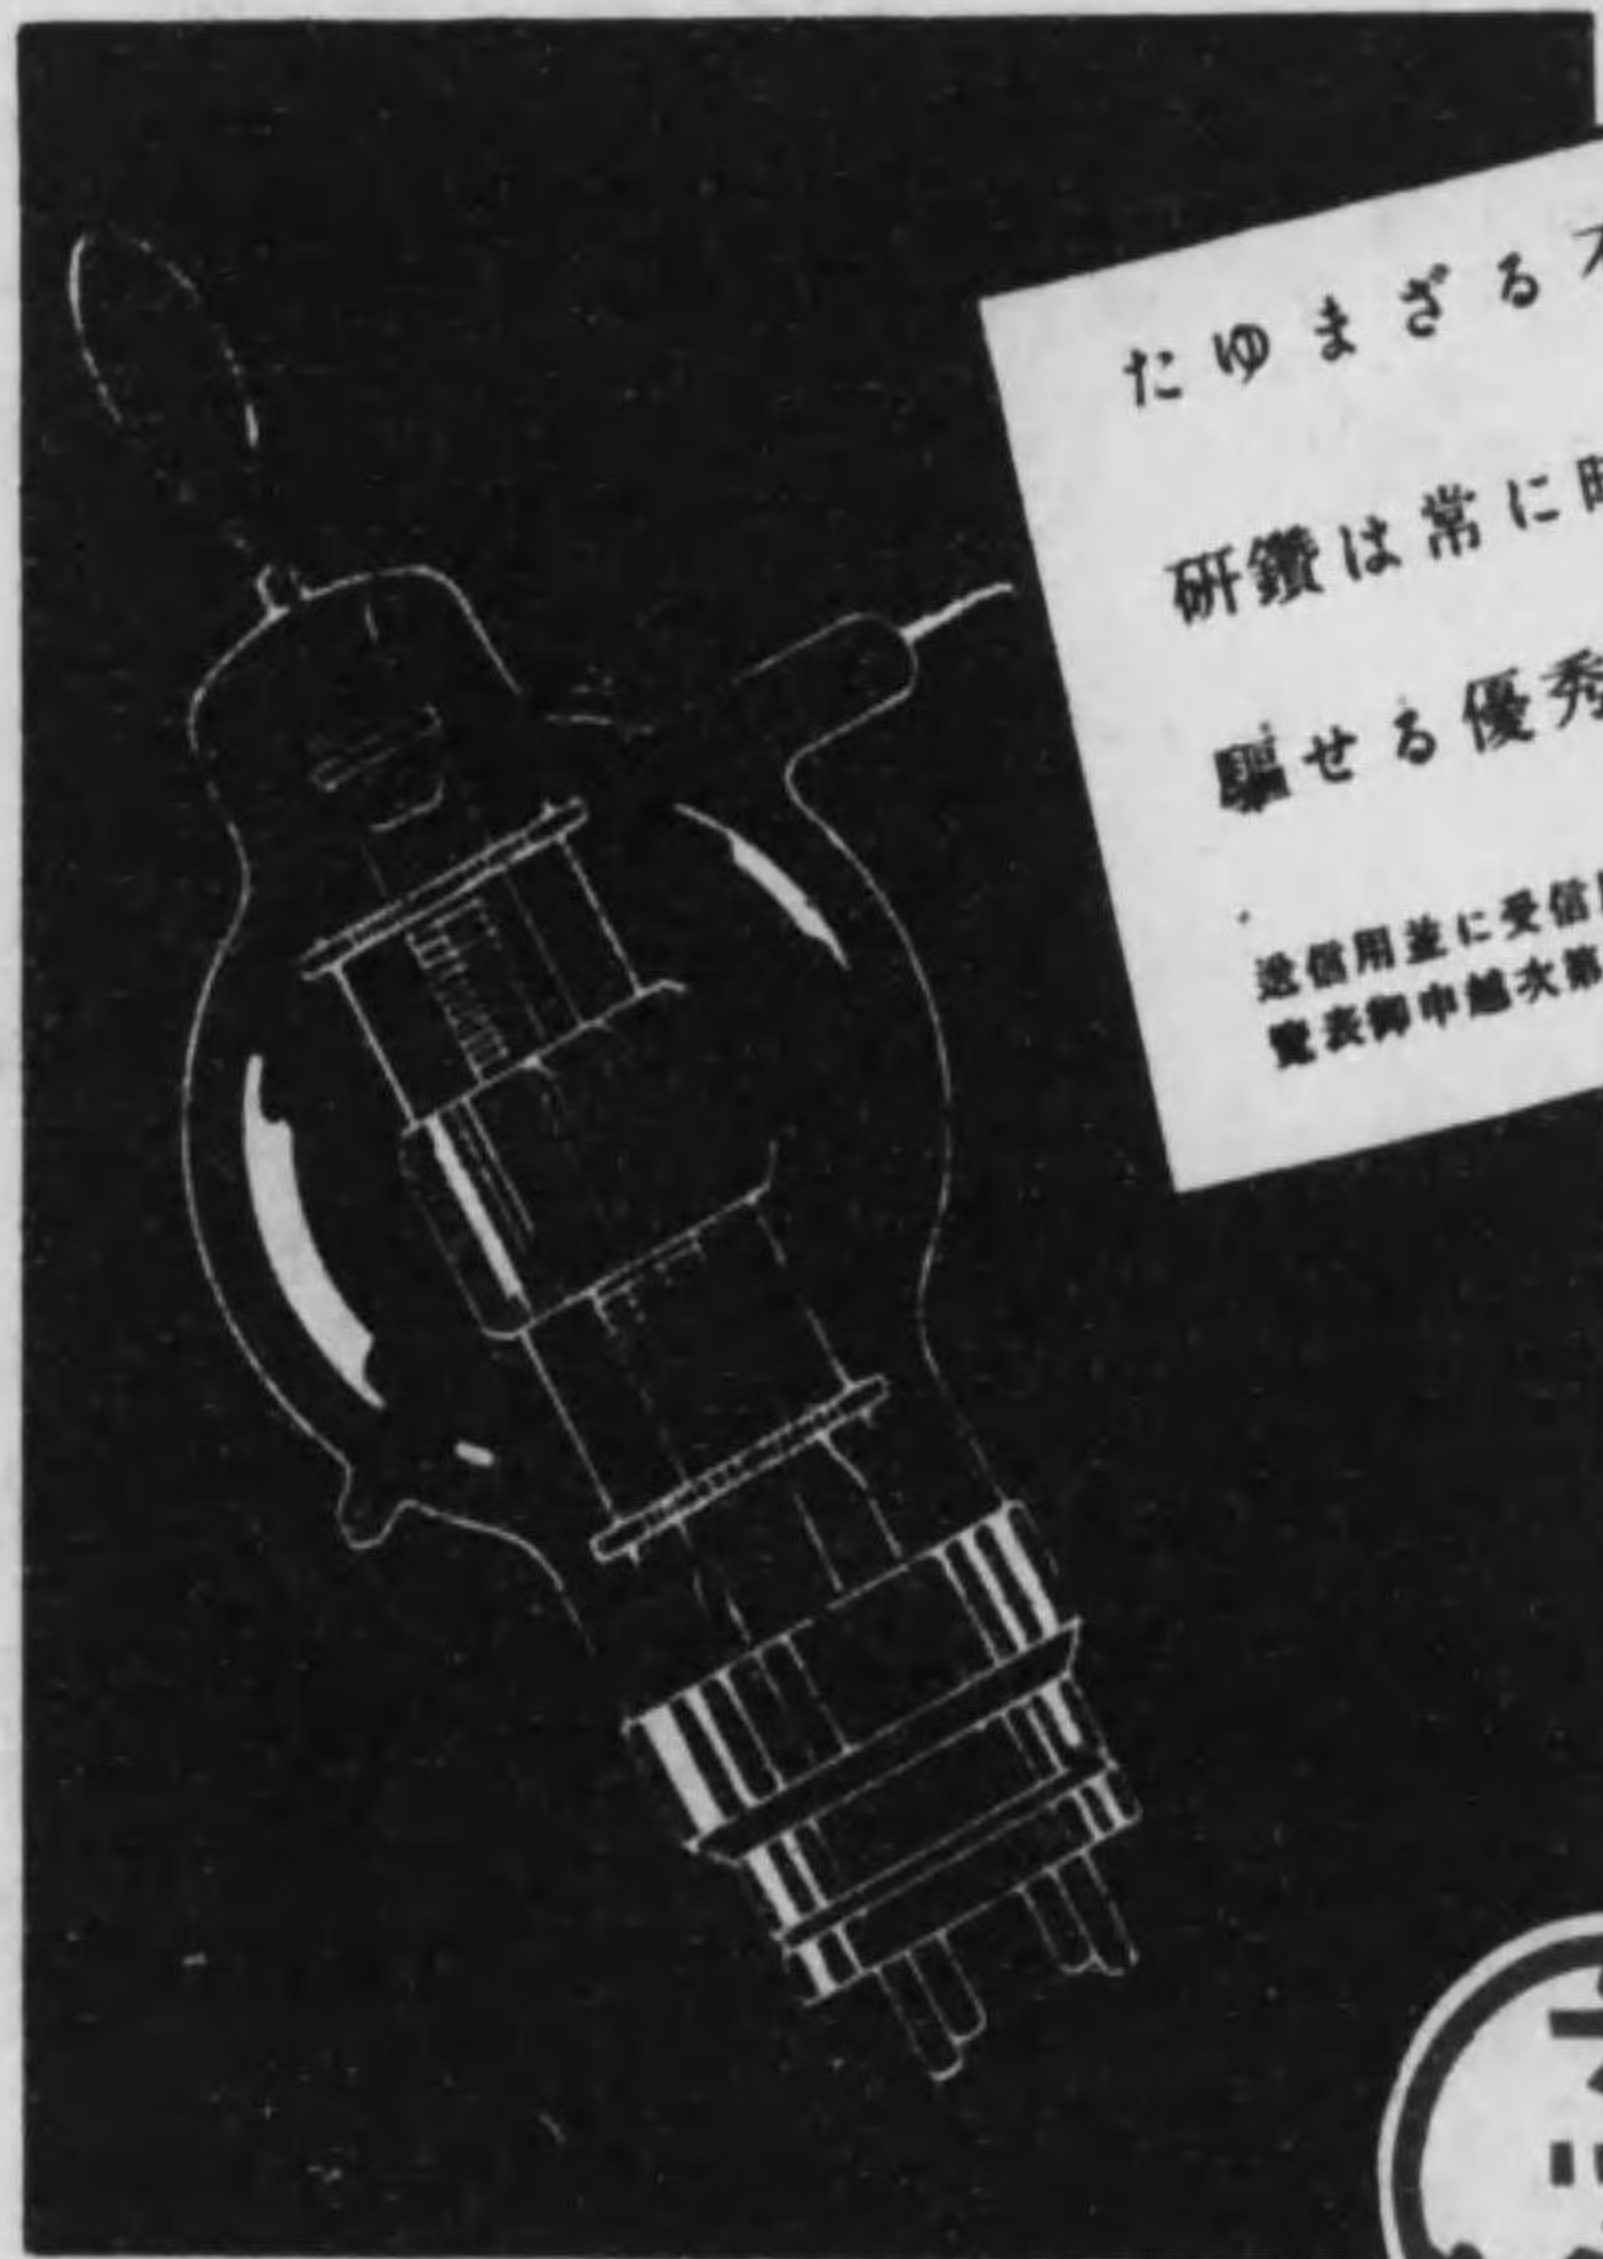 たゆまざる
研鑽は常に
驅せる優秀
送信用並に受信
覽表御申越次第